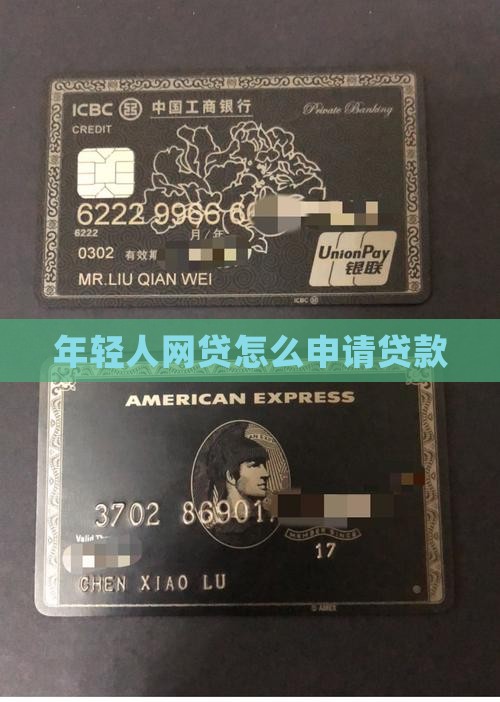 ICBC 中国工商银行
Private Banking
CREDIT
6222 9966 6
6222
月/年
0302 有效期
UnionPay
银联
MR.LIU QIAN WEI
ICBC
年轻人网贷怎么申请贷款
AMERICAN EXPRESS
3702 86901
MEMBER SINCE
Valid
17
CHEN XIAO LU
© AMEX